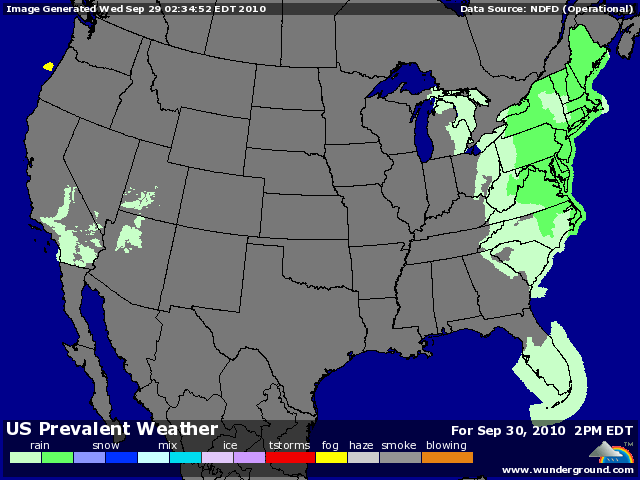 Image Generated Wed Sep 29 02:34:52 EDT 2010 Data Source: NDFD (Operational)
US Prevalent Weather For Sep 30, 2010 2PM EDT
rain snow mix ice tstorms fog haze smoke blowing
www.wunderground.com